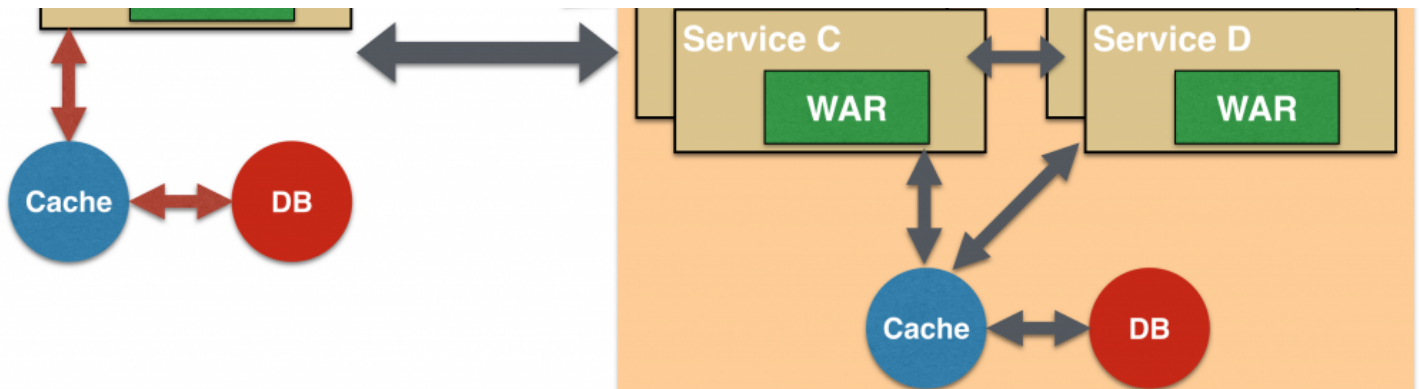 Service C
Service D
WAR
WAR
Cache
DB
Cache
DB